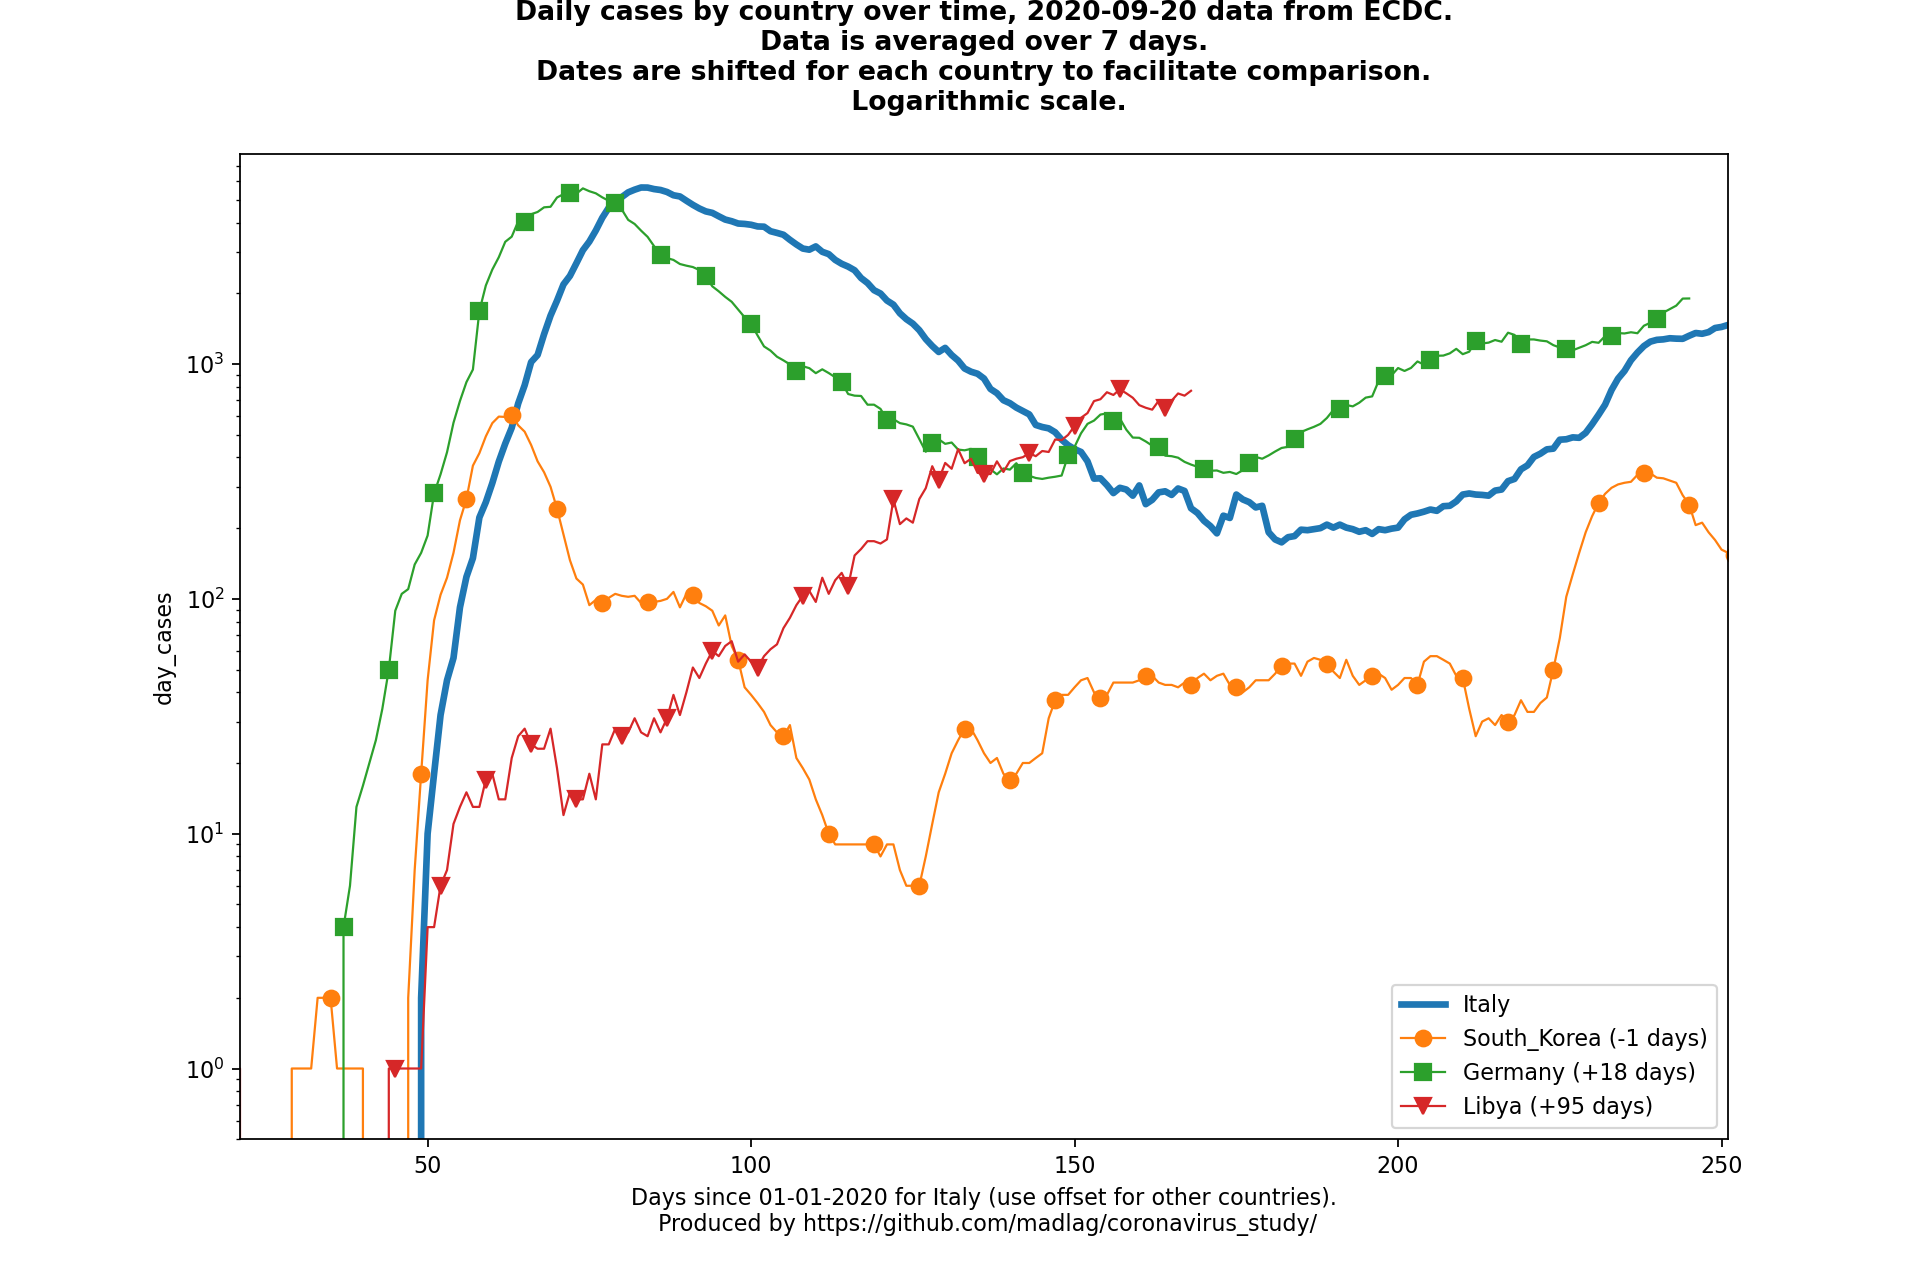 Daily cases by country over time, 2020-09-20 data from ECDC.
Data is averaged over 7 days.
Dates are shifted for each country to facilitate comparison.
Logarithmic scale.
day_cases
10³
10²
10¹
10⁰
50
100
150
200
250
Italy
South_Korea (-1 days)
Germany (+18 days)
Libya (+95 days)
Days since 01-01-2020 for Italy (use offset for other countries).
Produced by https://github.com/madlag/coronavirus_study/